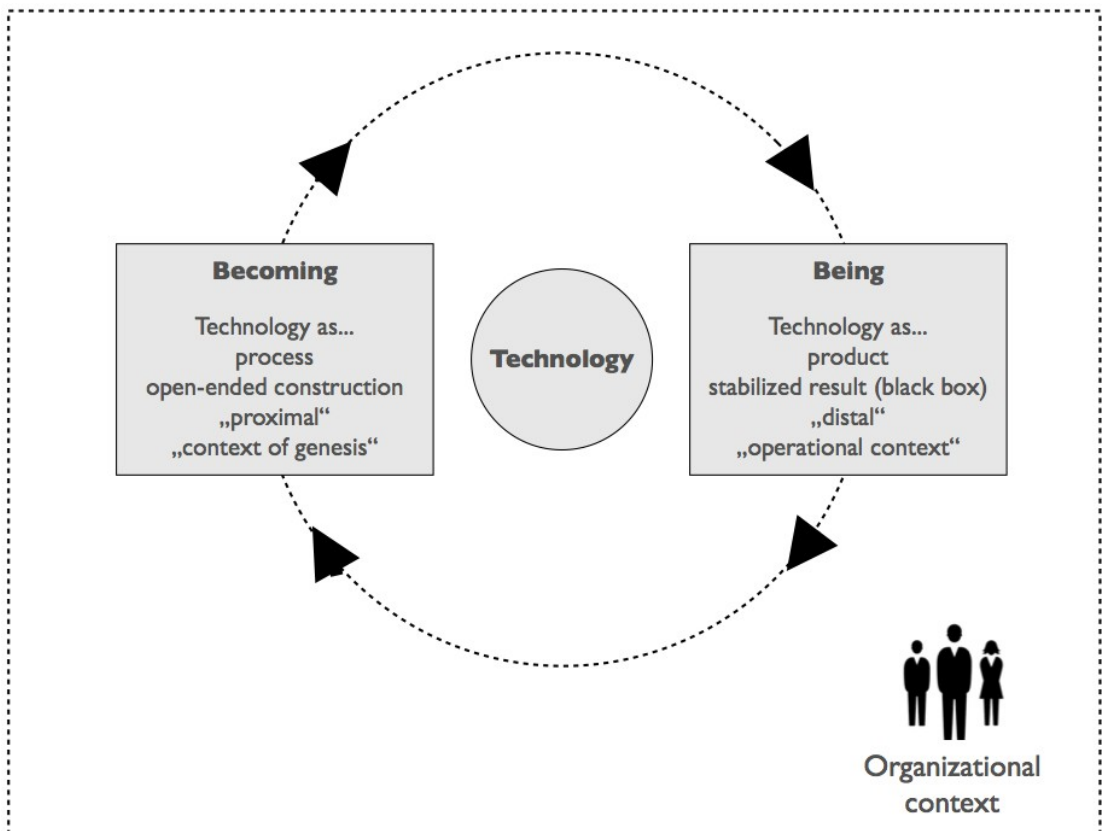 Becoming
Technology as...
process
open-ended construction
„proximal“
„context of genesis“
Technology
Being
Technology as...
product
stabilized result (black box)
„distal“
„operational context“
Organizational
context